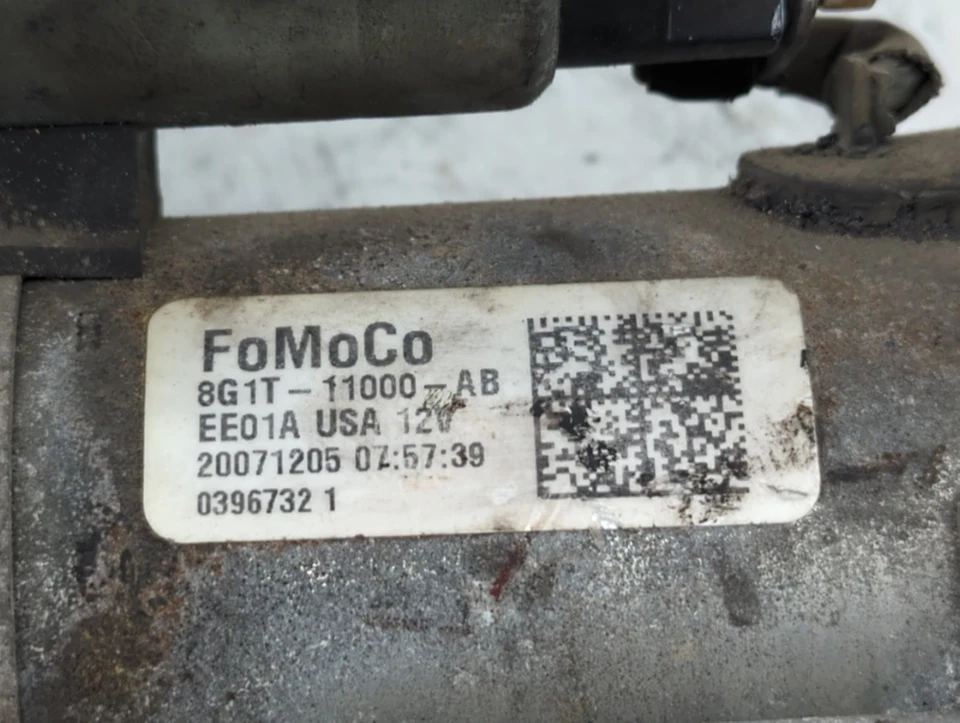 FoMoCo
8G1T-11000-AB
EE01A USA 12V
20071205 07:57:39
0396732 1